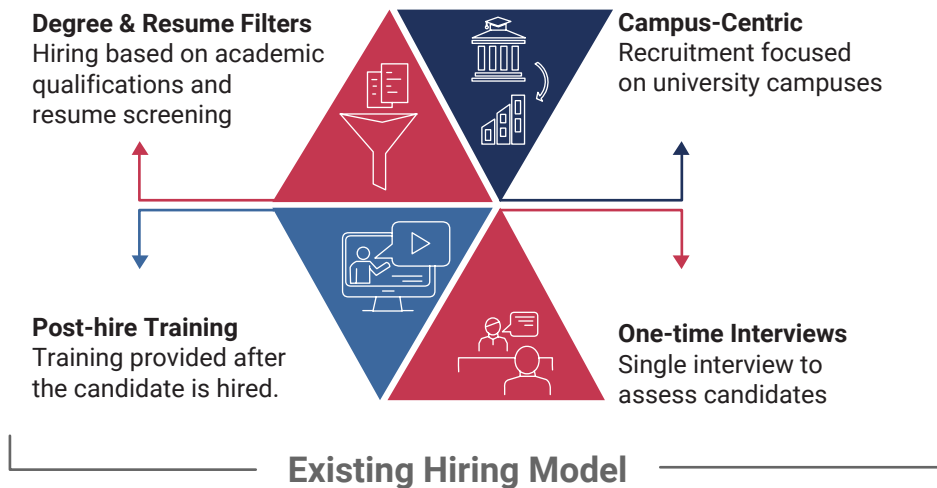 Degree & Resume Filters
Hiring based on academic
qualifications and
resume screening
Campus-Centric
Recruitment focused
on university campuses
Post-hire Training
Training provided after
the candidate is hired.
One-time Interviews
Single interview to
assess candidates
Existing Hiring Model